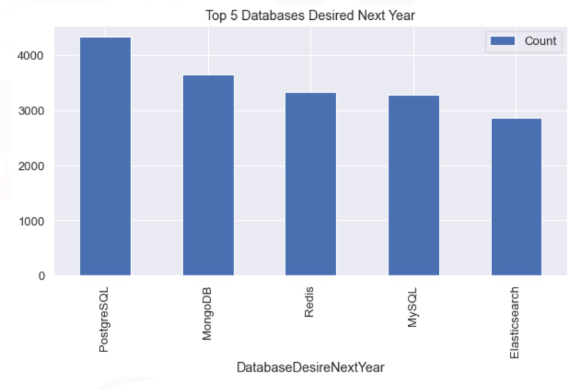 Top 5 Databases Desired Next Year
Count
4000
3000
2000
1000
0
PostgreSQL
MongoDB
Redis
MySQL
Elasticsearch
DatabaseDesireNextYear